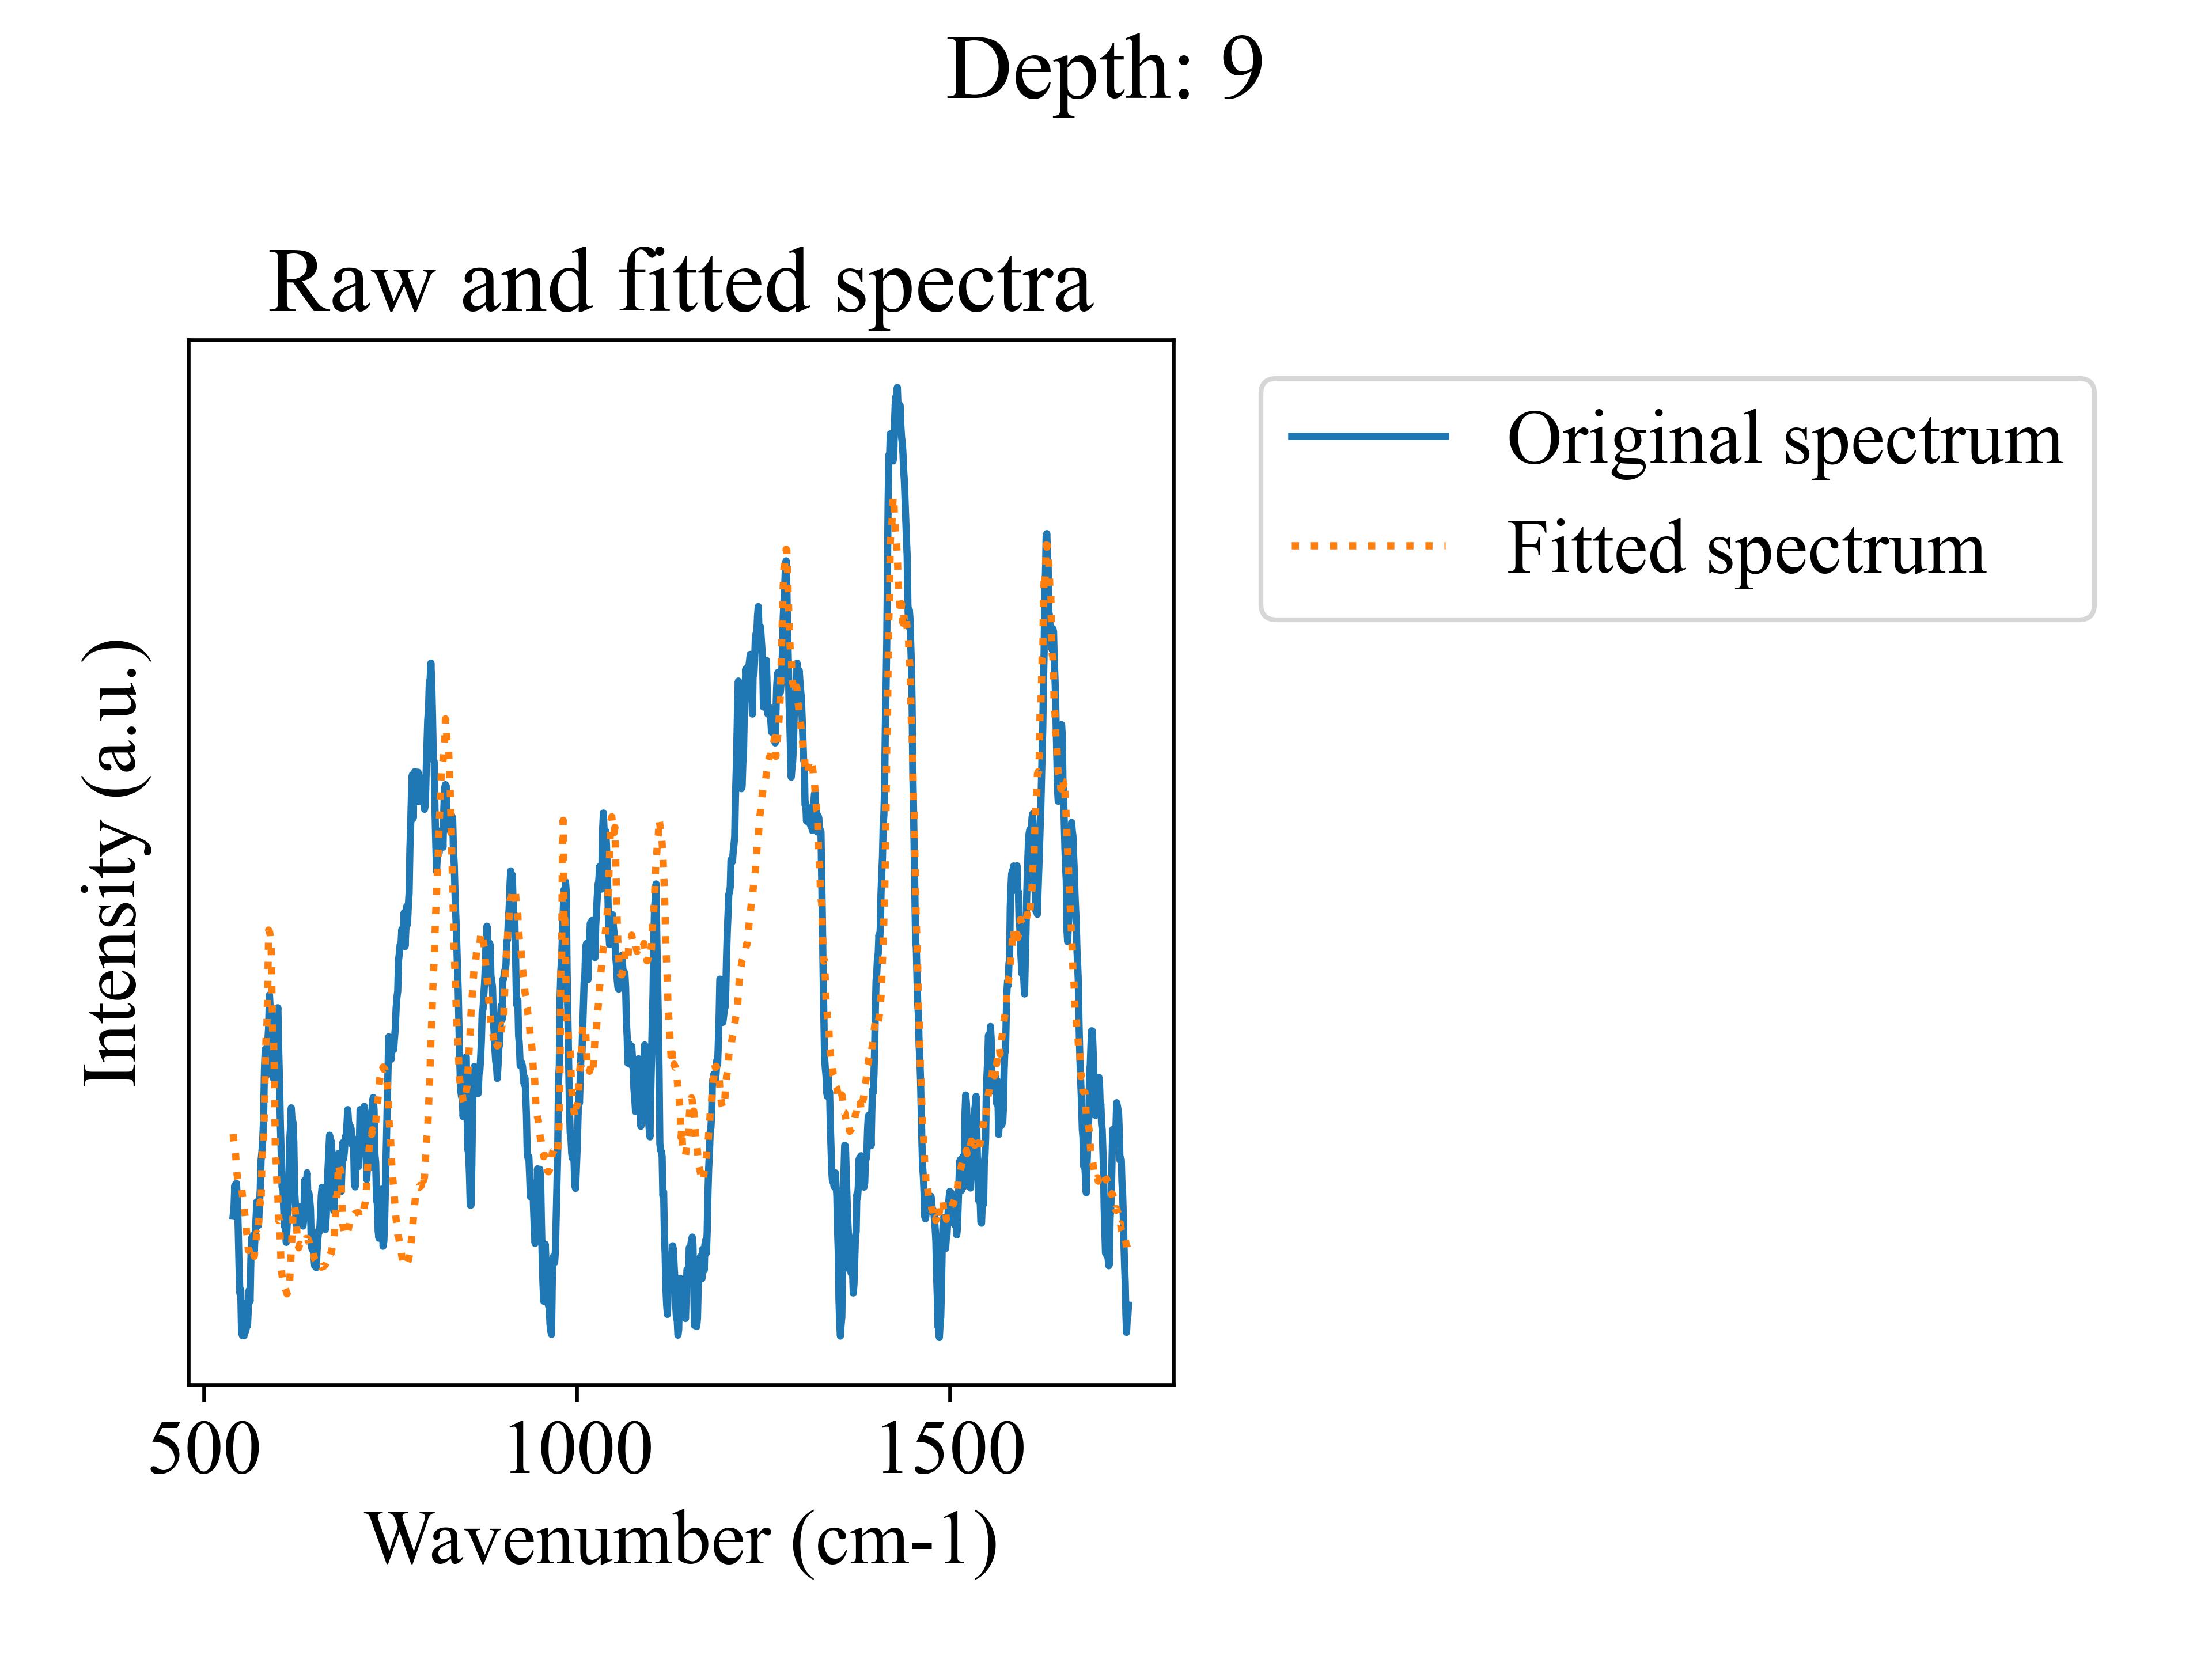 Depth: 9
Raw and fitted spectra
Original spectrum
Fitted spectrum
Intensity (a.u.)
500
1000
1500
Wavenumber (cm-1)